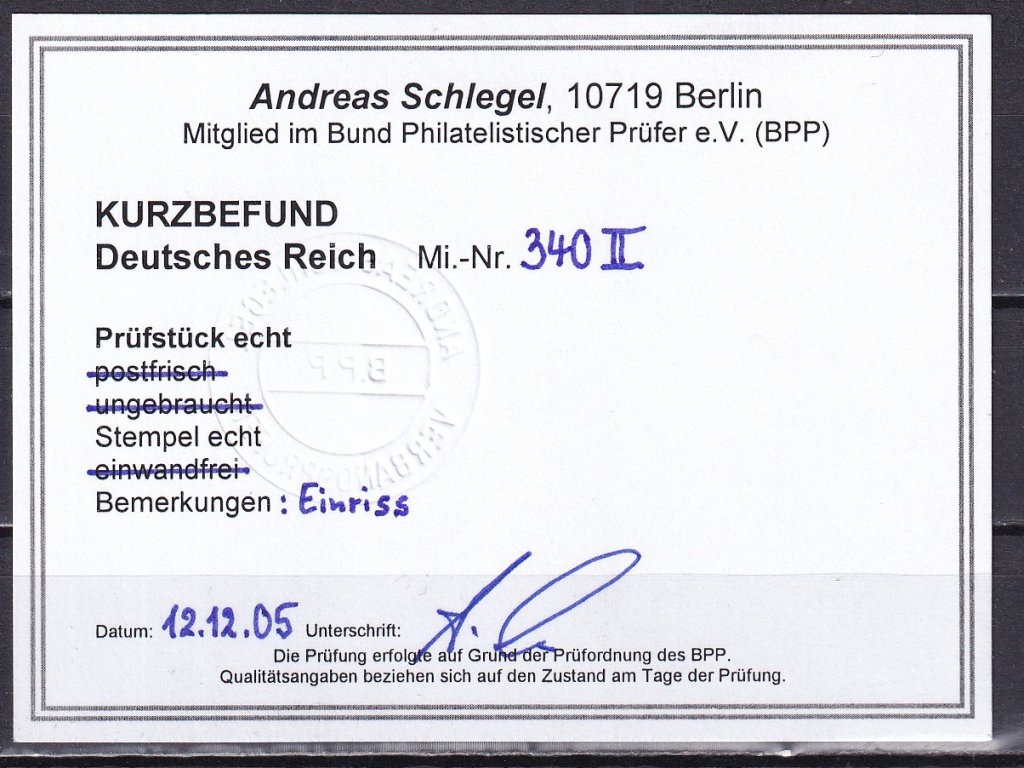 Andreas Schlegel, 10719 Berlin
Mitglied im Bund Philatelistischer Prüfer e.V. (BPP)
KURZBEFUND
Deutsches Reich Mi.-Nr. 340 II
Prüfstück echt
postfrisch
ungebraucht
Stempel echt
einwandfrei
Bemerkungen : Einriss
Datum: 12.12.05 Unterschrift:
Die Prüfung erfolgte auf Grund der Prüfordnung des BPP.
Qualitätsangaben beziehen sich auf den Zustand am Tage der Prüfung.
B.P.P